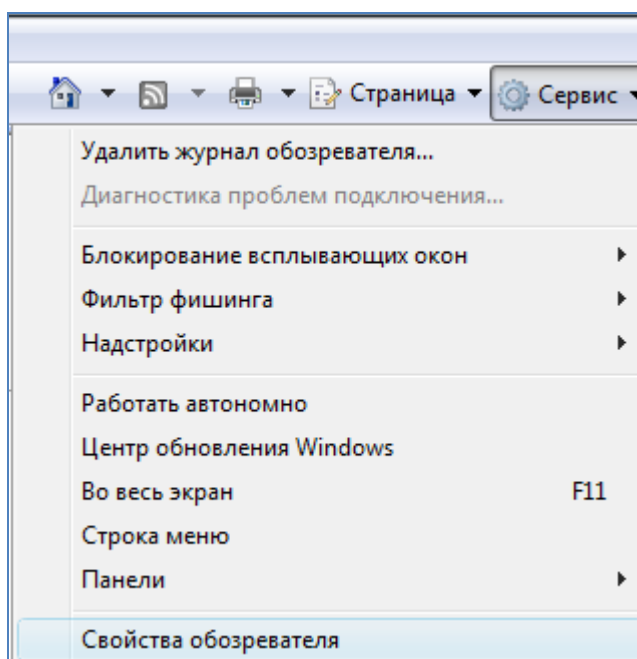 Страница Сервис
Удалить журнал обозревателя...
Диагностика проблем подключения...
Блокирование всплывающих окон
Фильтр фишинга
Надстройки
Работать автономно
Центр обновления Windows
Во весь экран F11
Строка меню
Панели
Свойства обозревателя